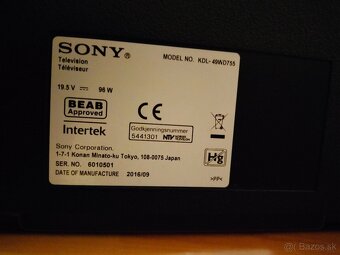 SONY®
Television
Téléviseur
MODEL NO. KDL-49WD755
19.5 V ⎓ 96 W
BEAB
Approved
CE
Intertek
Godkjenningsnummer
5441301 NTV
Hg
Sony Corporation
1-7-1 Konan Minato-ku Tokyo, 108-0075 Japan
SER. NO. 6010501
DATE OF MANUFACTURE 2016/09
>PP<
© bazos.sk